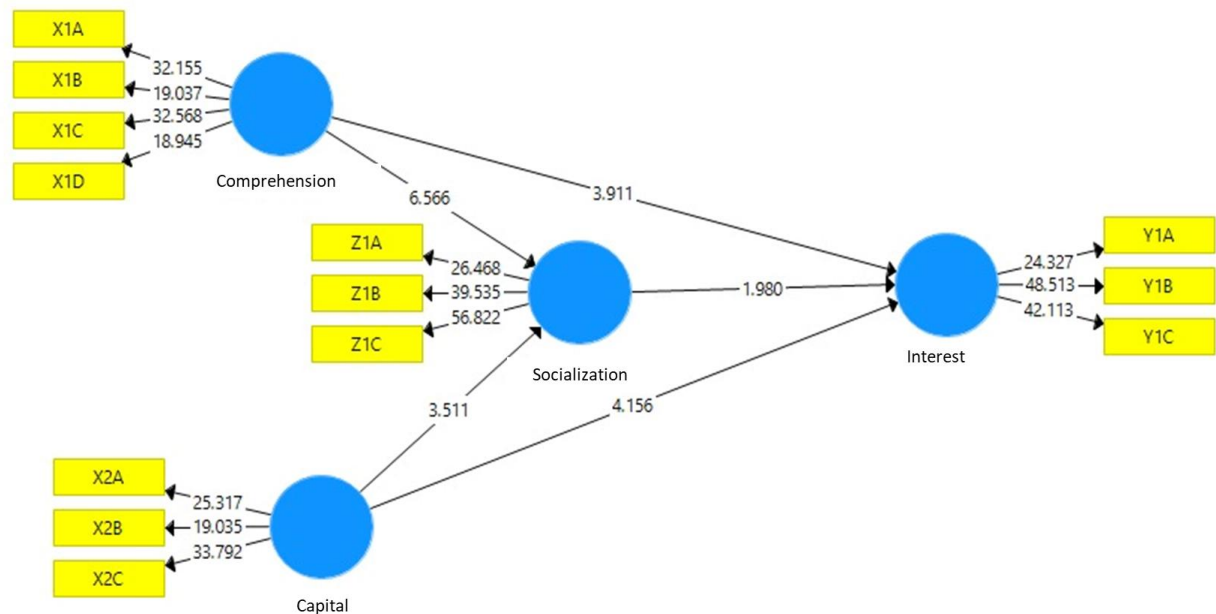 X1A
32.155
X1B
19.037
X1C
32.568
X1D
18.945
Comprehension
6.566
3.911
Z1A
26.468
Z1B
39.535
Z1C
56.822
Socialization
1.980
Y1A
24.327
Y1B
48.513
Y1C
42.113
Interest
3.511
4.156
X2A
25.317
X2B
19.035
X2C
33.792
Capital